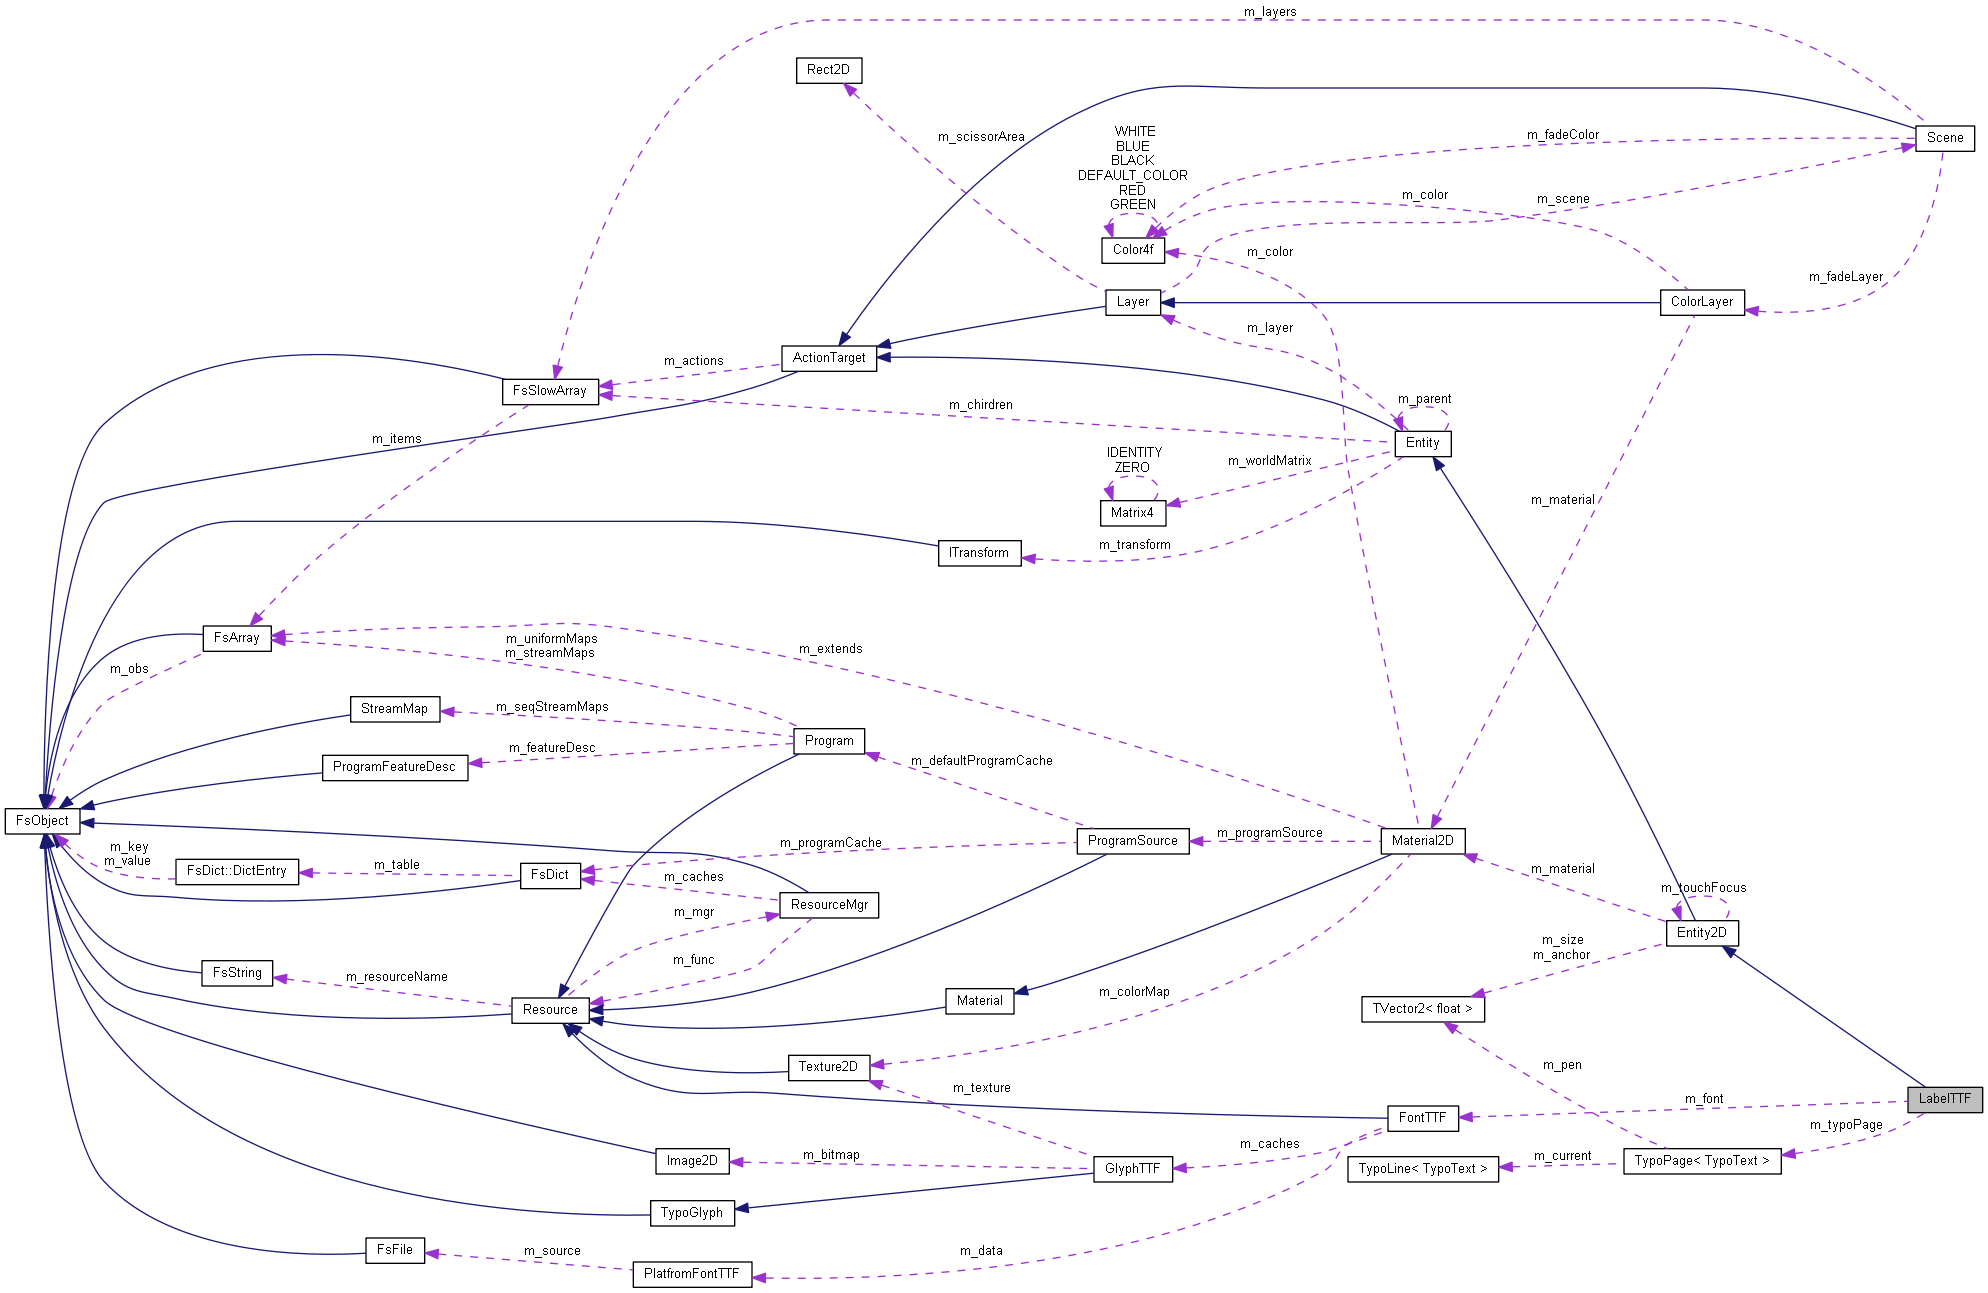 m_layers
Rect2D
m_scissorArea
WHITE
BLUE
BLACK
DEFAULT_COLOR
RED
GREEN
m_fadeColor
Scene
m_color
m_scene
Color4f
m_color
m_fadeLayer
Layer
ColorLayer
m_layer
ActionTarget
m_actions
FsSlowArray
m_chirdren
m_parent
m_items
Entity
IDENTITY
ZERO
m_worldMatrix
Matrix4
m_material
m_transform
ITransform
FsArray
m_uniformMaps
m_streamMaps
m_extends
m_obs
StreamMap
m_seqStreamMaps
Program
m_featureDesc
ProgramFeatureDesc
m_defaultProgramCache
FsObject
m_key
m_value
m_programCache
ProgramSource
m_programSource
Material2D
FsDict::DictEntry
m_table
FsDict
m_caches
ResourceMgr
m_material
m_touchFocus
m_mgr
Entity2D
m_size
m_anchor
m_func
FsString
m_resourceName
Resource
Material
m_colorMap
TVector2< float >
Texture2D
m_pen
m_texture
FontTTF
m_font
LabelTTF
m_typoPage
m_caches
Image2D
m_bitmap
GlyphTTF
TypoLine< TypoText >
m_current
TypoPage< TypoText >
TypoGlyph
FsFile
m_source
m_data
PlatfromFontTTF